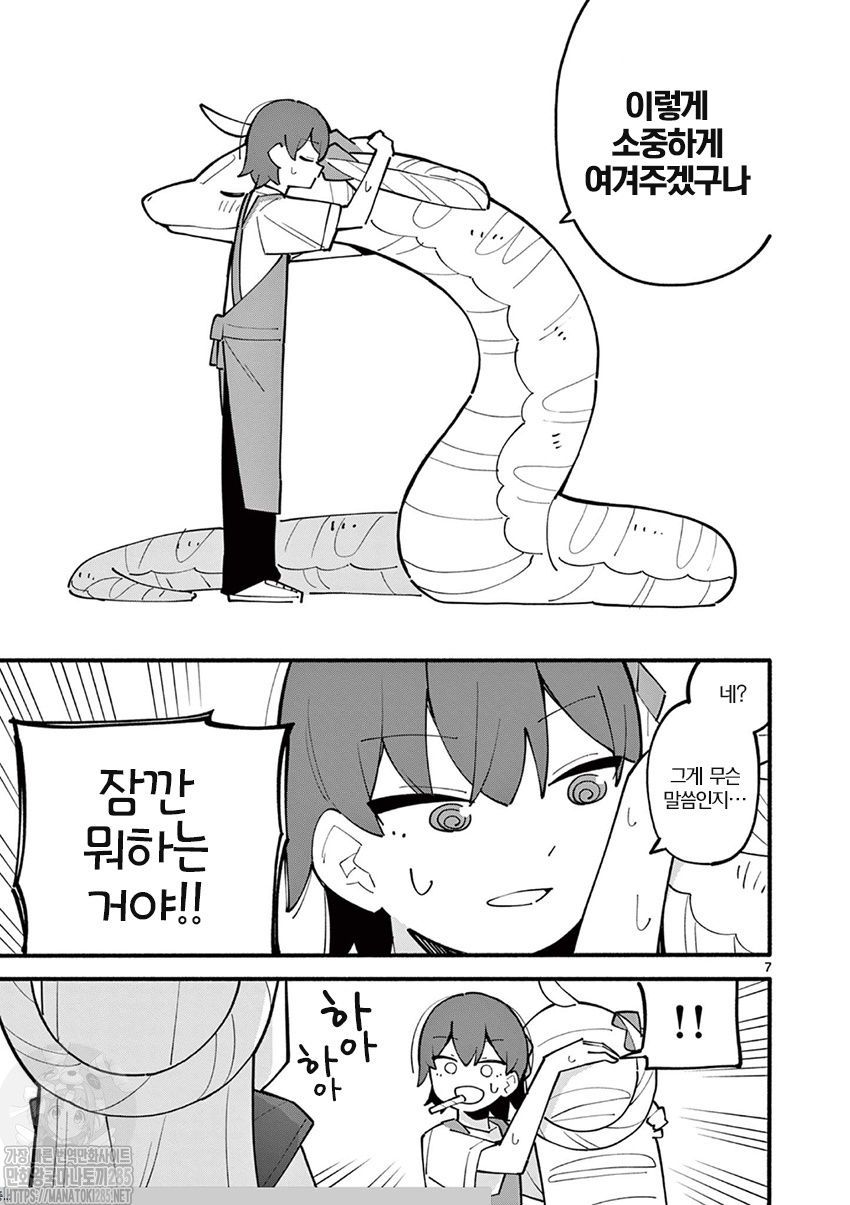 이렇게
소중하게
여겨주겠구나
네?
그게 무슨
말씀인지…
잠깐
뭐하는
거야!!
7
!!
하아
하아
가장 빠른 번역만화사이트
만화왕국마나토끼285
HTTPS://MANATOKI285.NET